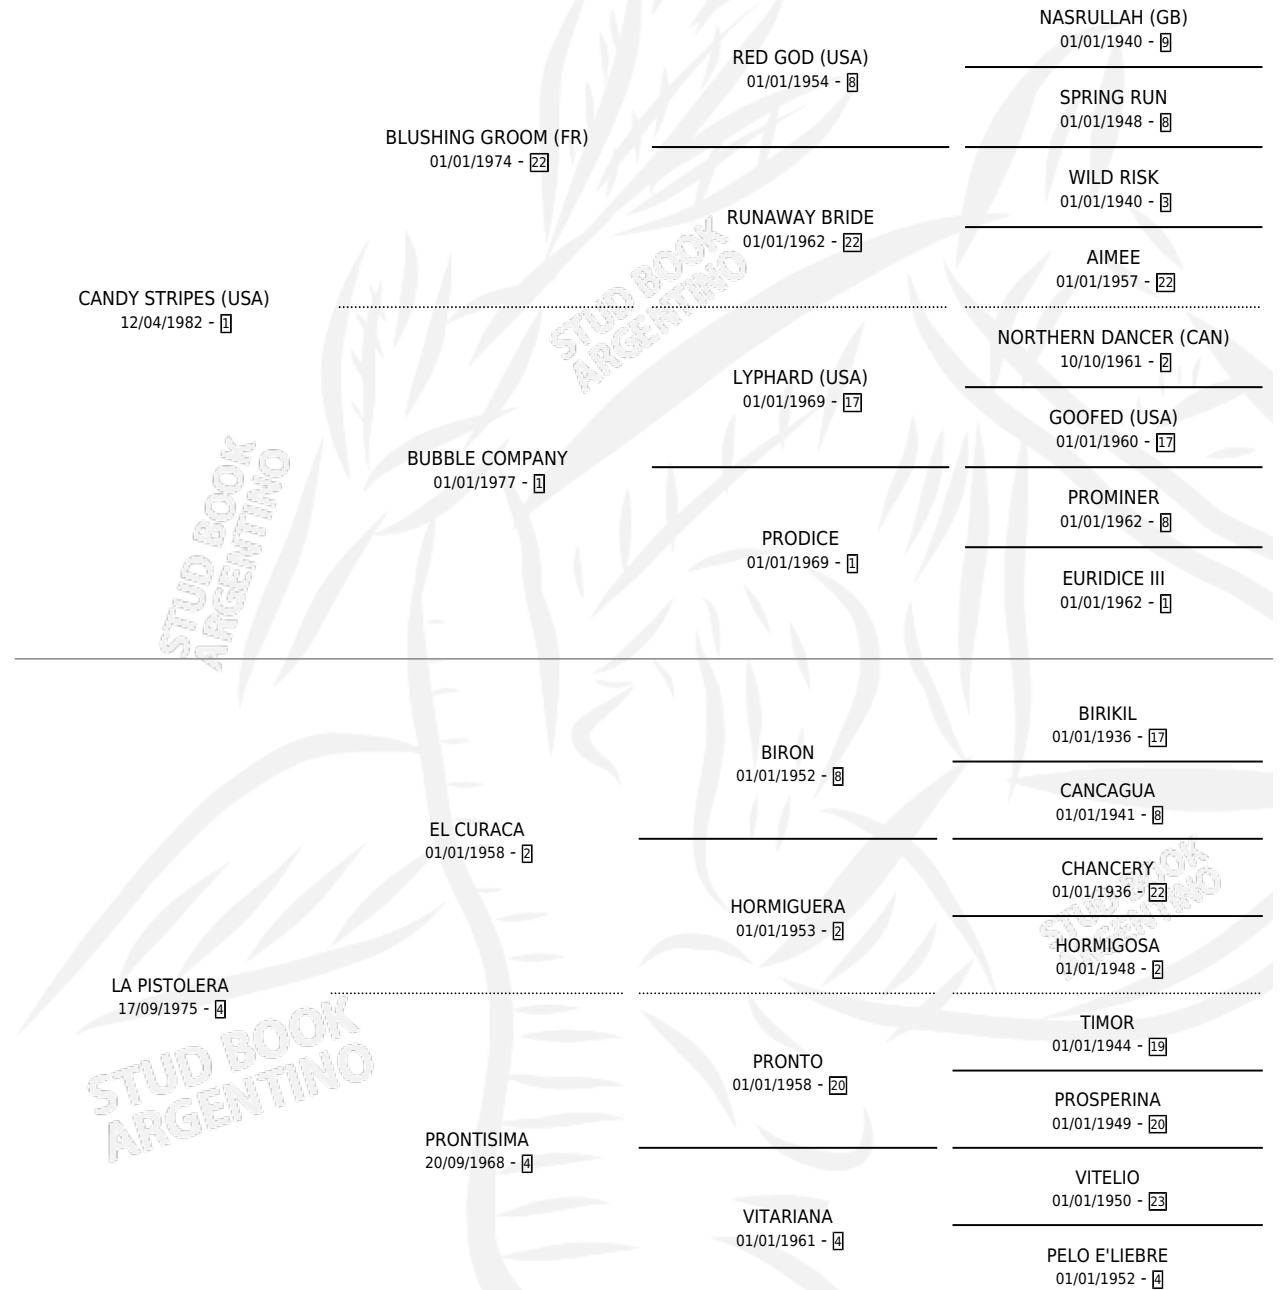 NASRULLAH (GB)
01/01/1940 - 9
RED GOD (USA)
01/01/1954 - 8
SPRING RUN
01/01/1948 - 8
BLUSHING GROOM (FR)
01/01/1974 - 22
WILD RISK
01/01/1940 - 3
RUNAWAY BRIDE
01/01/1962 - 22
AIMEE
01/01/1957 - 22
CANDY STRIPES (USA)
12/04/1982 - 1
NORTHERN DANCER (CAN)
10/10/1961 - 2
LYPHARD (USA)
01/01/1969 - 17
GOOFED (USA)
01/01/1960 - 17
BUBBLE COMPANY
01/01/1977 - 1
PROMINER
01/01/1962 - 8
PRODICE
01/01/1969 - 1
EURIDICE III
01/01/1962 - 1
BIRIKIL
01/01/1936 - 17
BIRON
01/01/1952 - 8
CANCAGUA
01/01/1941 - 8
EL CURACA
01/01/1958 - 2
CHANCERY
01/01/1936 - 22
HORMIGUERA
01/01/1953 - 2
HORMIGOSA
01/01/1948 - 2
LA PISTOLERA
17/09/1975 - 4
TIMOR
01/01/1944 - 19
PRONTO
01/01/1958 - 20
PROSPERINA
01/01/1949 - 20
PRONTISIMA
20/09/1968 - 4
VITELIO
01/01/1950 - 23
VITARIANA
01/01/1961 - 4
PELO E'LIEBRE
01/01/1952 - 4
STUD BOOK
ARGENTINO
STUD BOOK
ARGENTINO
STUD BOOK
ARGENTINO
STUD BOOK
ARGENTINO